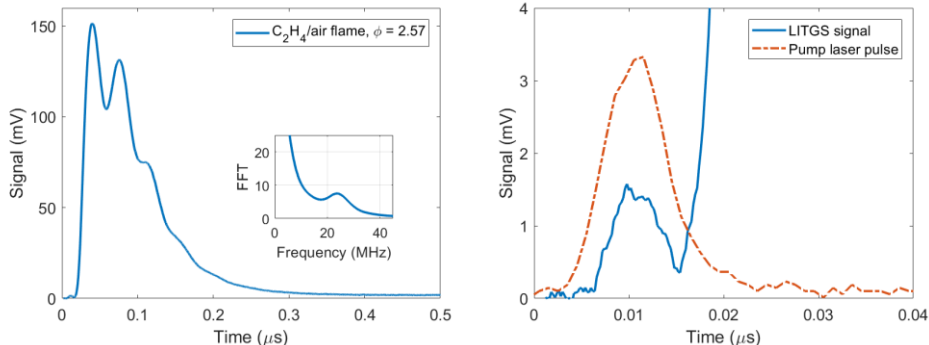 C₂H₄/air flame, ϕ = 2.57
Signal (mV)
150
100
50
0
0
0.1
0.2
0.3
0.4
0.5
Time (μs)
FFT
20
10
0
0
20
40
Frequency (MHz)
LITGS signal
Pump laser pulse
Signal (mV)
4
3
2
1
0
0
0.01
0.02
0.03
0.04
Time (μs)